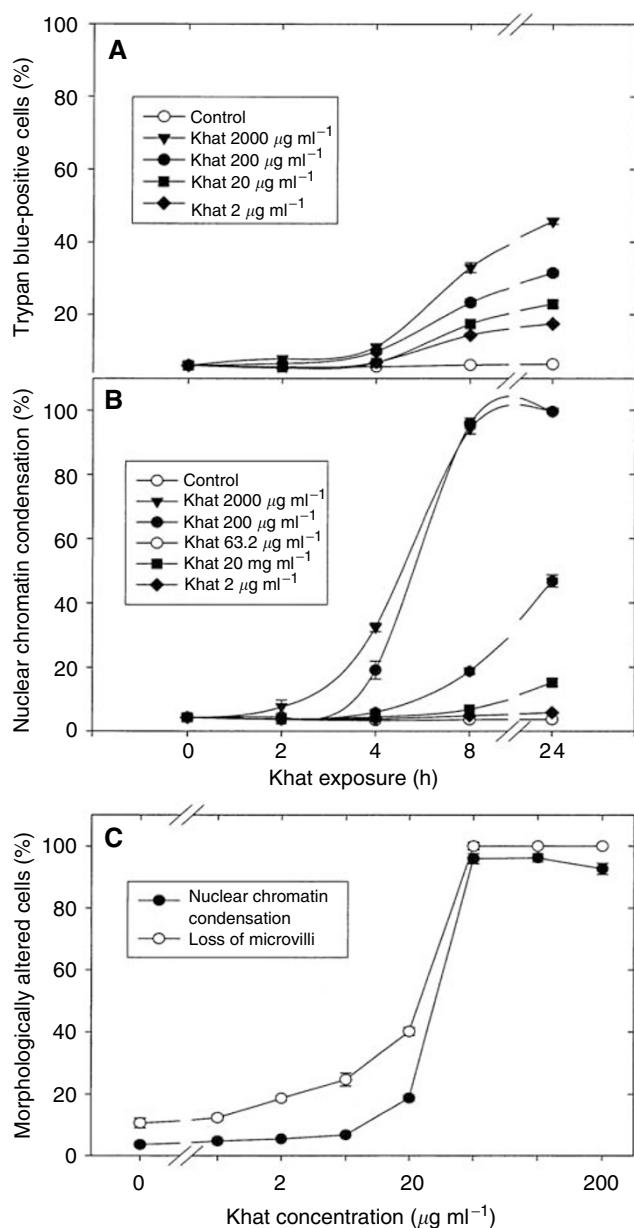 A
Trypan blue-positive cells (%)
100
80
60
40
20
Control
Khat 2000 μg ml⁻¹
Khat 200 μg ml⁻¹
Khat 20 μg ml⁻¹
Khat 2 μg ml⁻¹
B
Nuclear chromatin condensation (%)
100
80
60
40
20
0
Control
Khat 2000 μg ml⁻¹
Khat 200 μg ml⁻¹
Khat 63.2 μg ml⁻¹
Khat 20 mg ml⁻¹
Khat 2 μg ml⁻¹
0 2 4 8 24
Khat exposure (h)
C
Morphologically altered cells (%)
100
80
60
40
20
0
Nuclear chromatin
condensation
Loss of microvilli
0 2 20 200
Khat concentration (μg ml⁻¹)